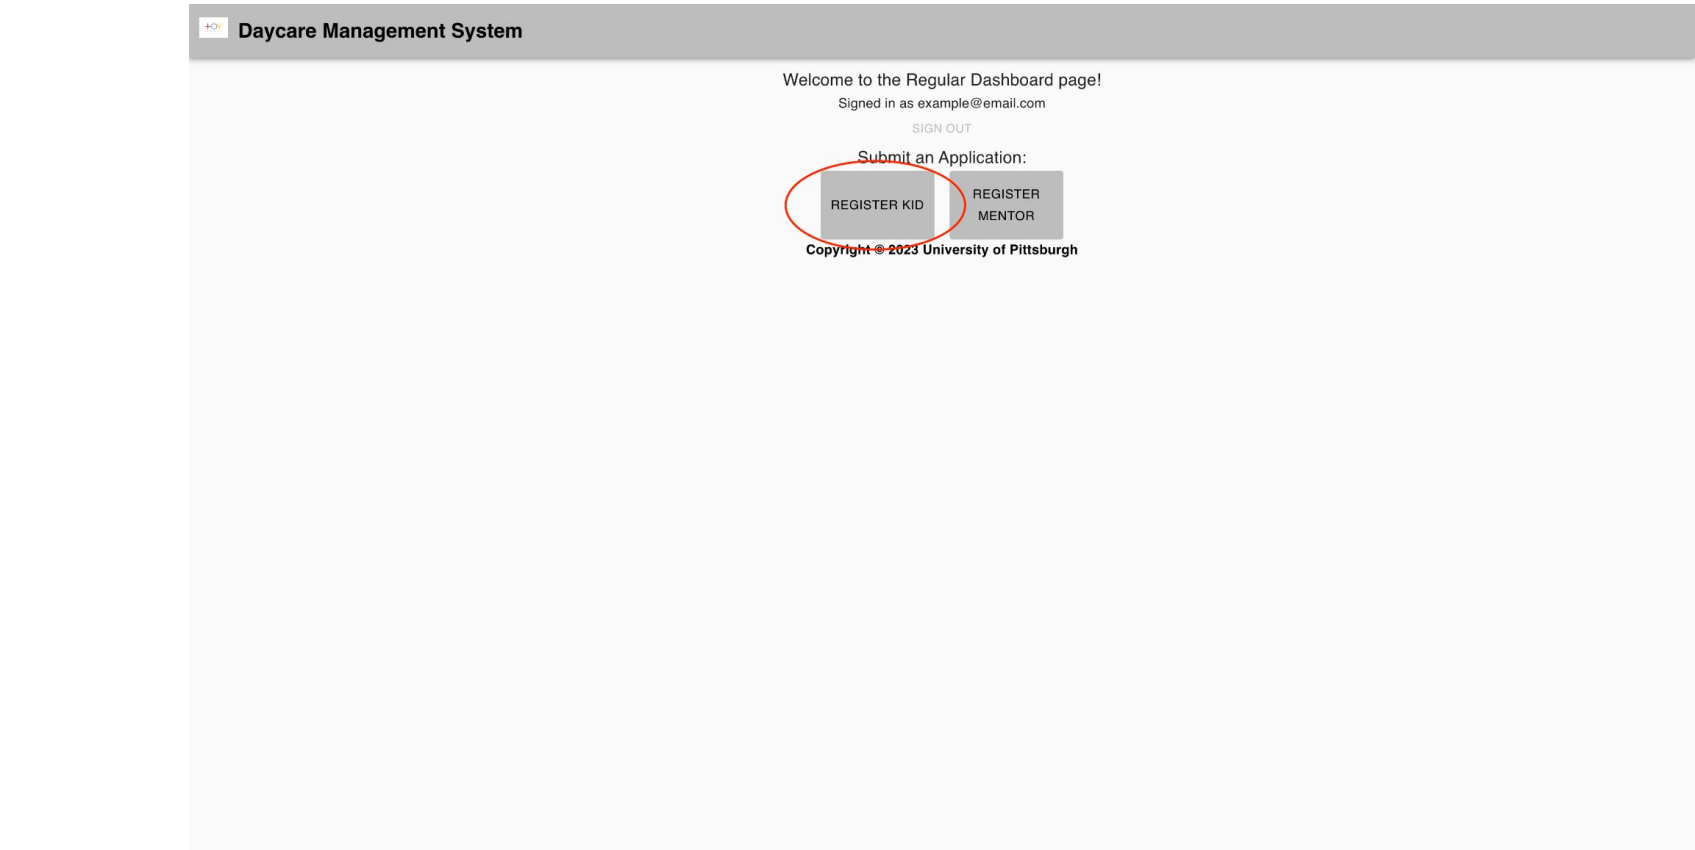 +OY
Daycare Management System
Welcome to the Regular Dashboard page!
Signed in as example@email.com
SIGN OUT
Submit an Application:
REGISTER KID
REGISTER
MENTOR
Copyright © 2023 University of Pittsburgh